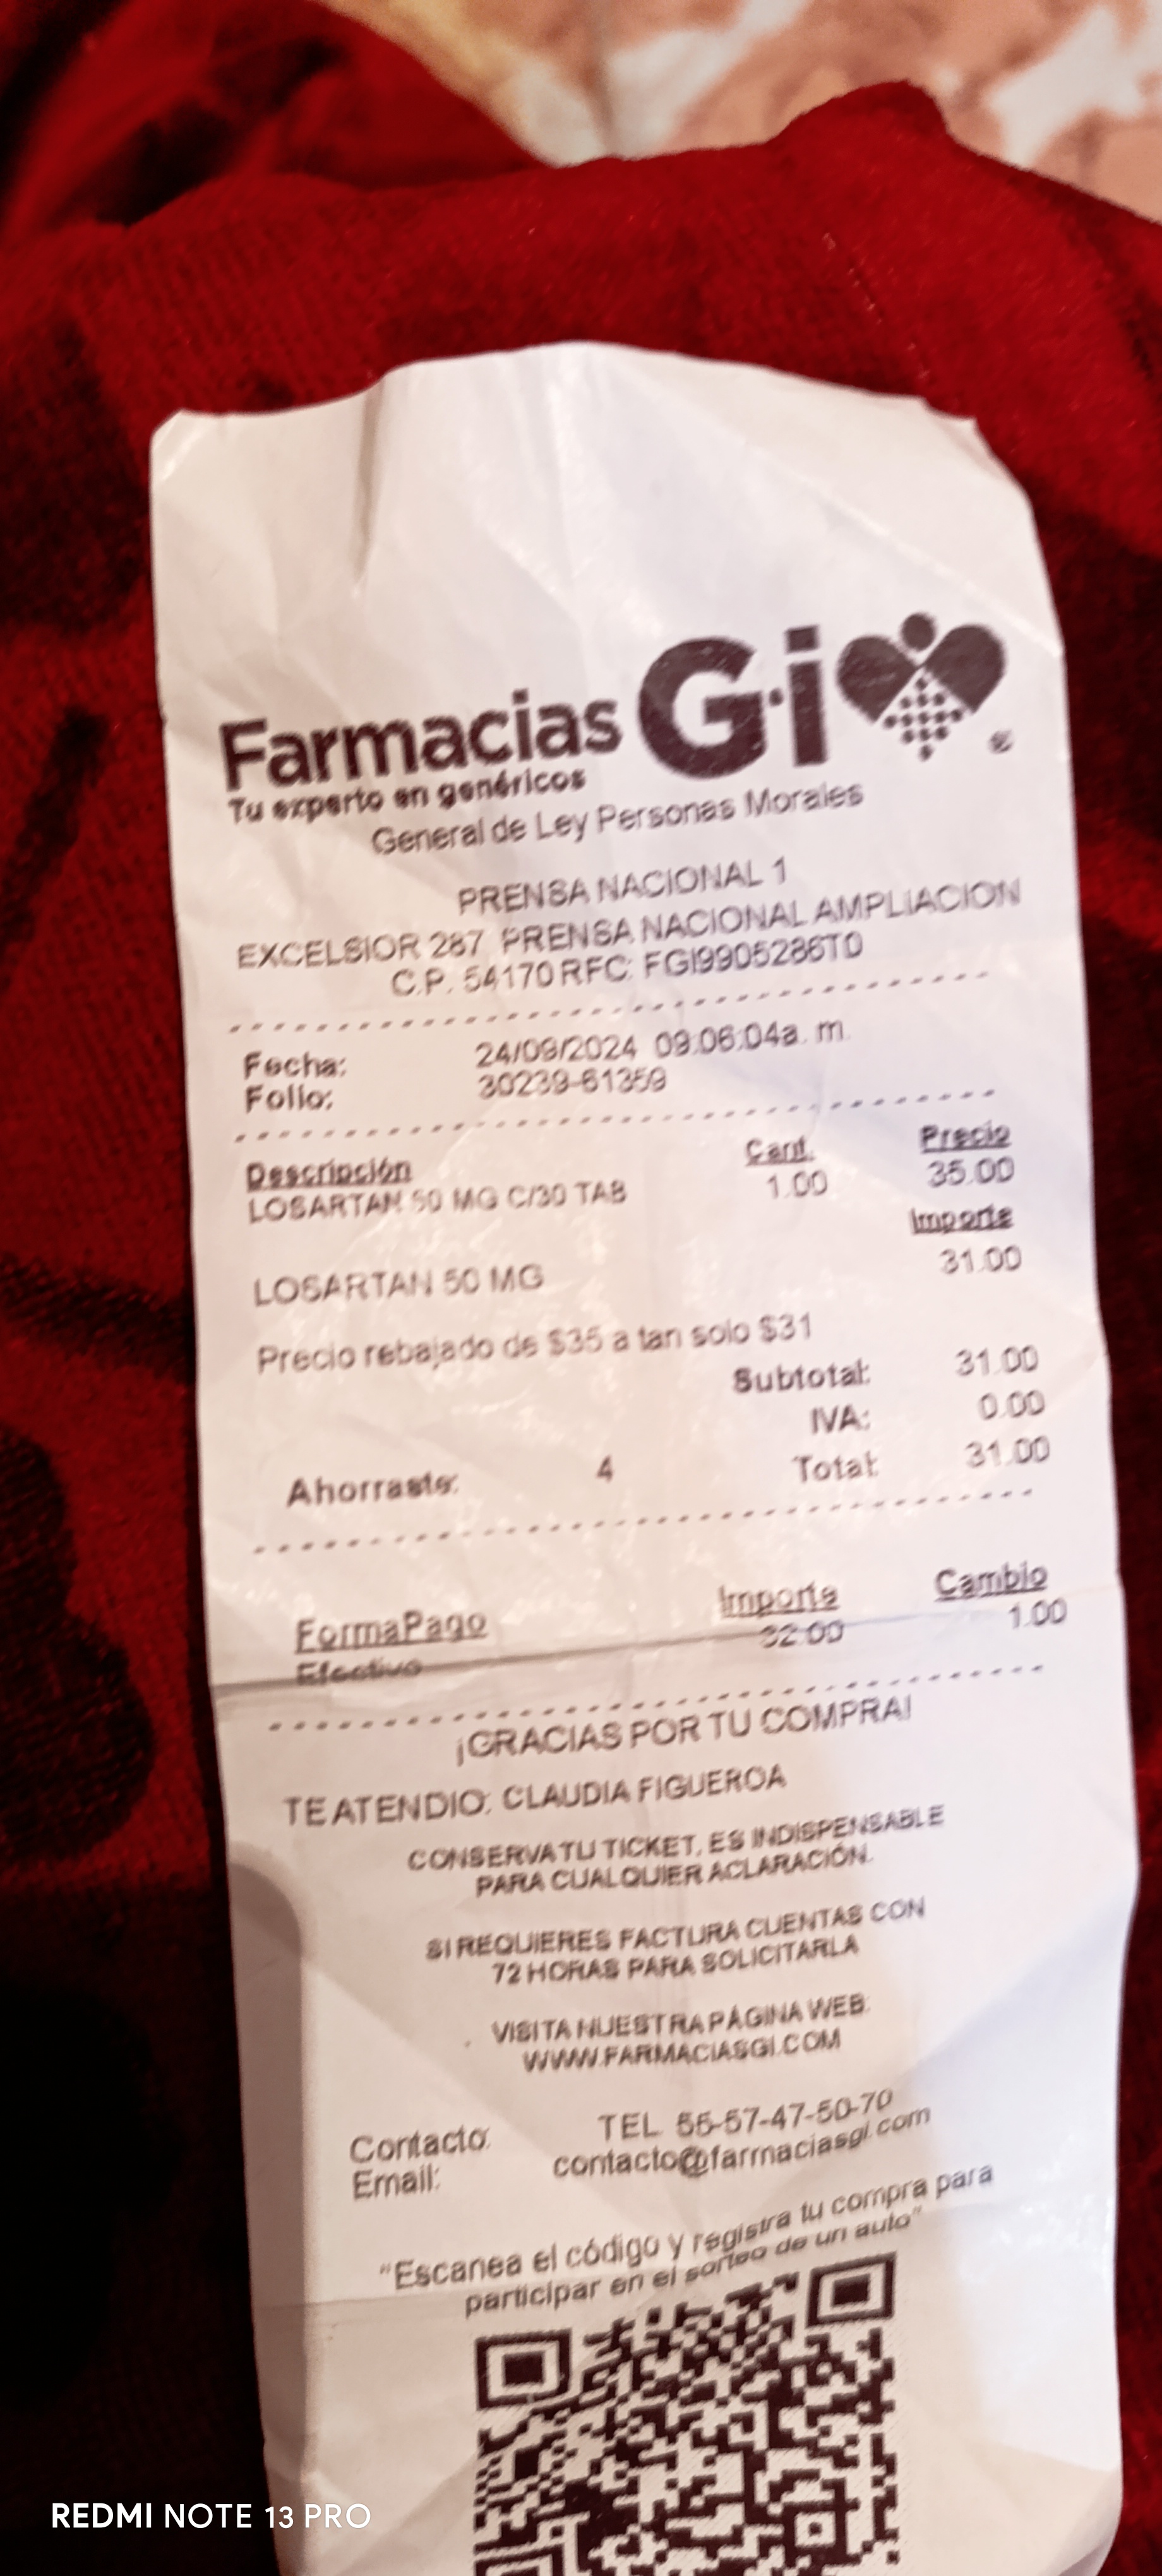 Farmacias G·i ®
Tu experto en genéricos
General de Ley Personas Morales
PRENSA NACIONAL 1
EXCELSIOR 287 PRENSA NACIONAL AMPLIACION
C.P. 54170 RFC: FGI9905286T0
Fecha: 24/09/2024 09:06:04a. m.
Folio: 30239-61359
Descripción Cant. Precio
LOSARTAN 50 MG C/30 TAB 1.00 35.00
Importe
LOSARTAN 50 MG 31.00
Precio rebajado de $35 a tan solo $31
Subtotal: 31.00
IVA: 0.00
Ahorraste: 4 Total: 31.00
FormaPago Importe Cambio
Efectivo 32.00 1.00
¡GRACIAS POR TU COMPRA!
TE ATENDIO: CLAUDIA FIGUEROA
CONSERVA TU TICKET, ES INDISPENSABLE
PARA CUALQUIER ACLARACIÓN.
SI REQUIERES FACTURA CUENTAS CON
72 HORAS PARA SOLICITARLA
VISITA NUESTRA PÁGINA WEB:
WWW.FARMACIASGI.COM
Contacto: TEL. 55-57-47-50-70
Email: contacto@farmaciasgi.com
"Escanea el código y registra tu compra para
participar en el sorteo de un auto"
REDMI NOTE 13 PRO